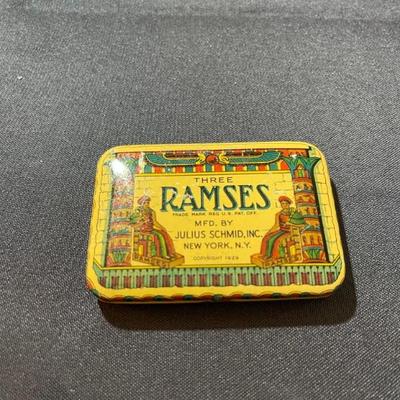 THREE
RAMSES
TRADE MARK REG. U.S. PAT. OFF.
MFD. BY
JULIUS SCHMID, INC.
NEW YORK, N.Y.
COPYRIGHT 1929